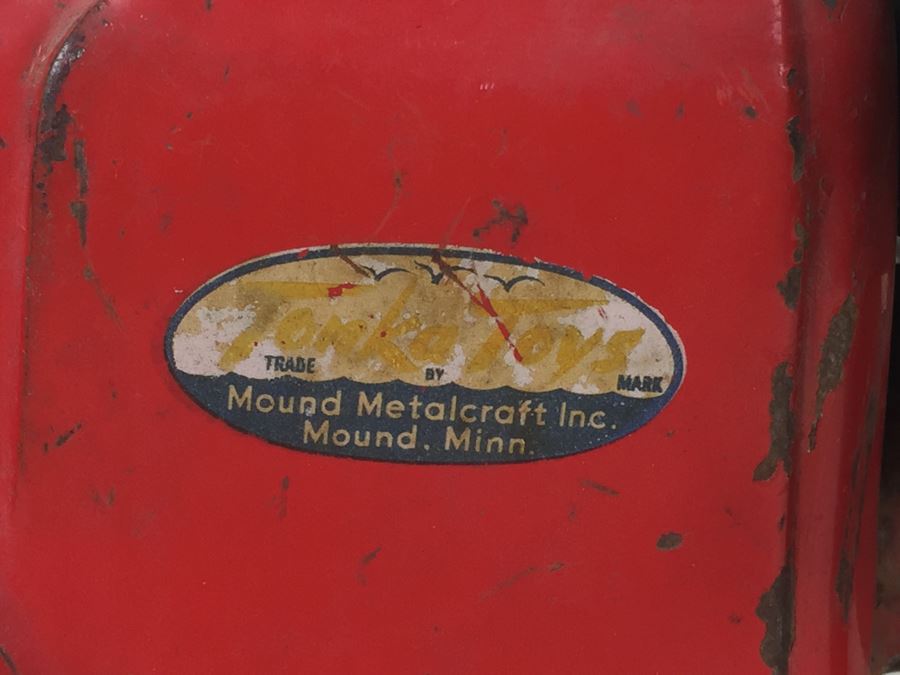 Tonka Toys
TRADE BY MARK
Mound Metalcraft Inc.
Mound. Minn.